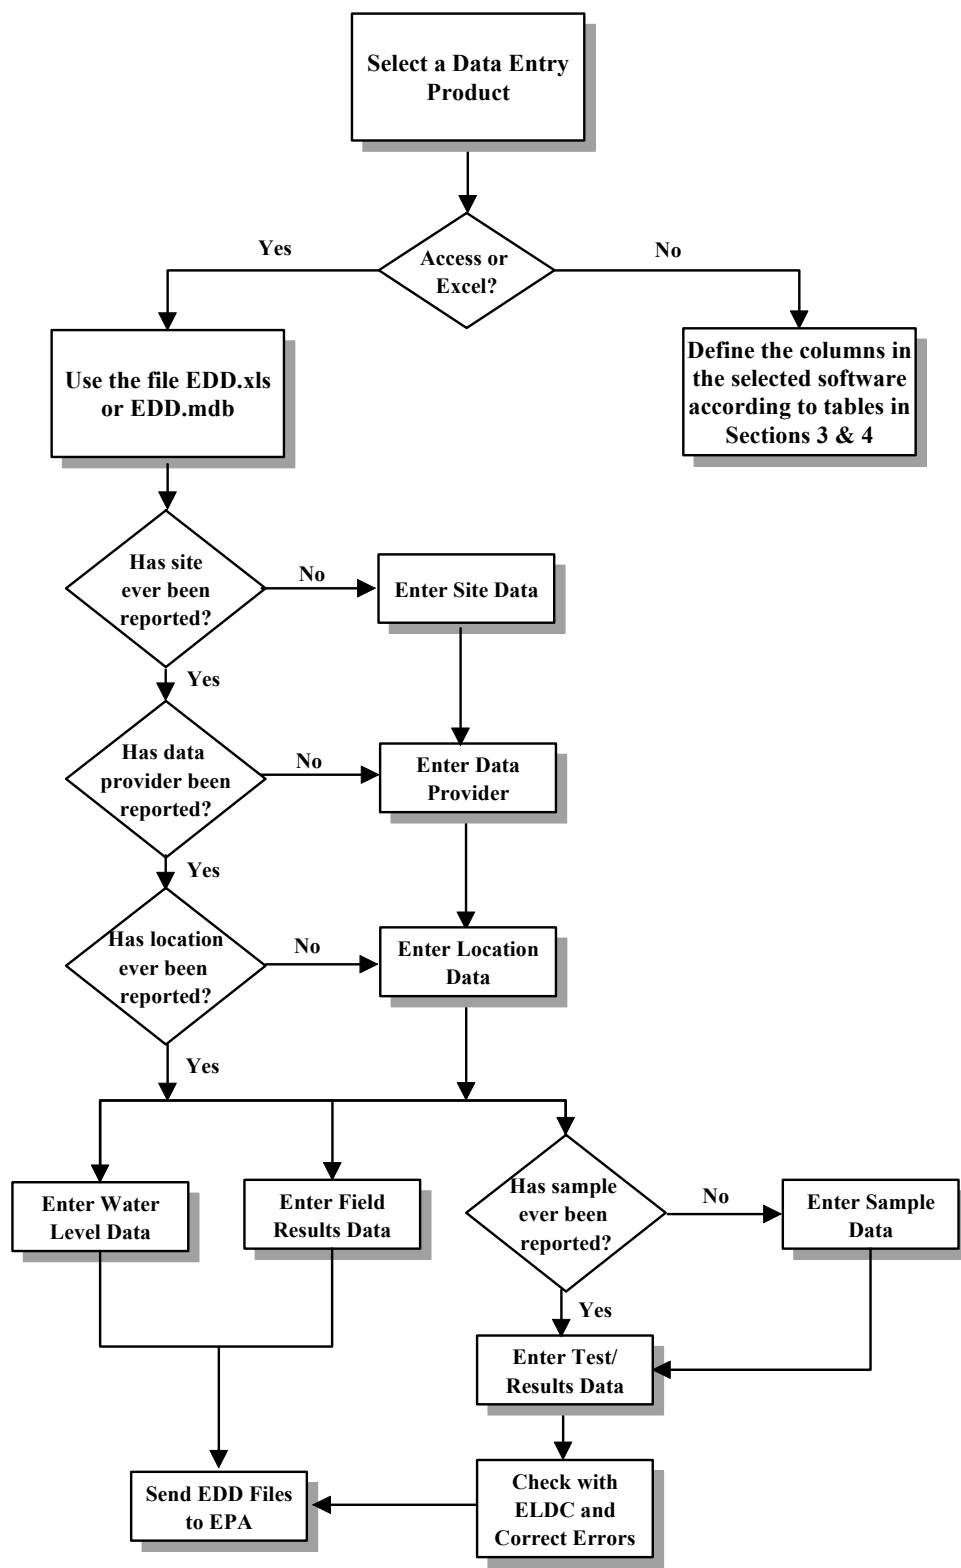 Select a Data Entry
Product
Yes
Access or
Excel?
No
Use the file EDD.xls
or EDD.mdb
Define the columns in
the selected software
according to tables in
Sections 3 & 4
Has site
ever been
reported?
No
Enter Site Data
Yes
Has data
provider been
reported?
No
Enter Data
Provider
Yes
Has location
ever been
reported?
No
Enter Location
Data
Yes
Enter Water
Level Data
Enter Field
Results Data
Has sample
ever been
reported?
No
Enter Sample
Data
Yes
Enter Test/
Results Data
Send EDD Files
to EPA
Check with
ELDC and
Correct Errors